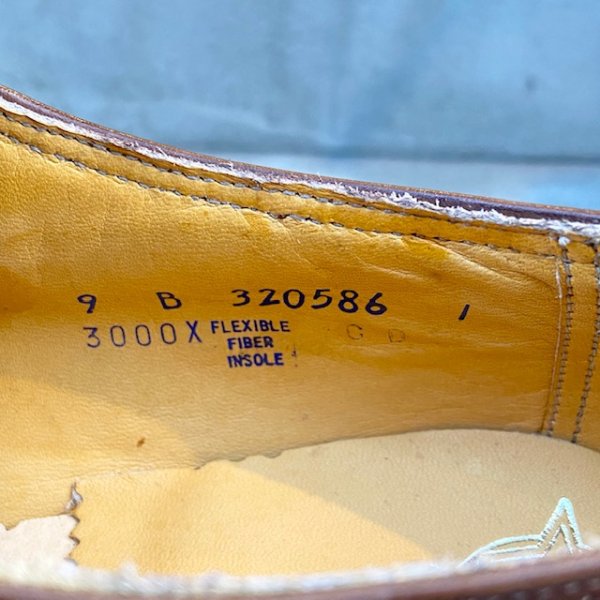 9 B 320586 1
3000X FLEXIBLE
FIBER
INSOLE